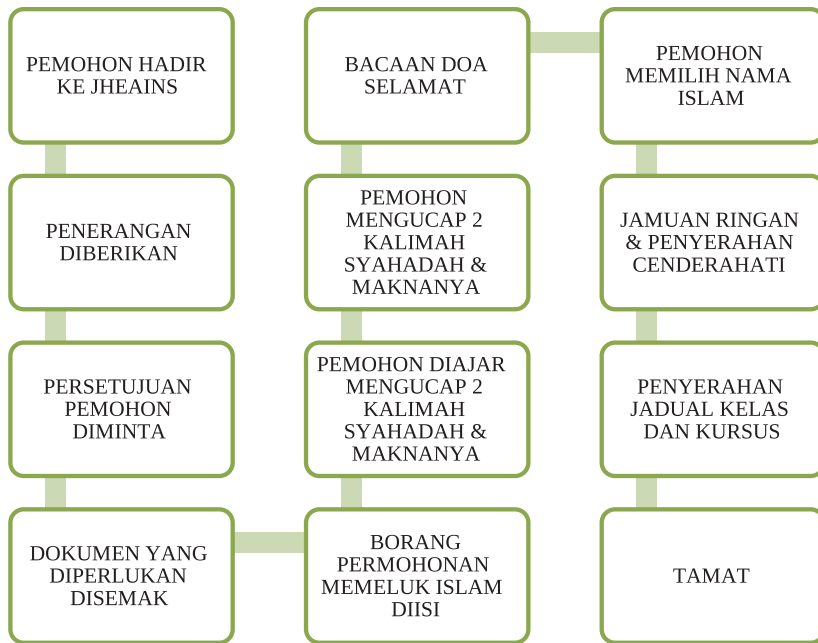 PEMOHON HADIR
KE JHEAINS
PENERANGAN
DIBERIKAN
PERSETUJUAN
PEMOHON
DIMINTA
DOKUMEN YANG
DIPERLUKAN
DISEMAK
BORANG
PERMOHONAN
MEMELUK ISLAM
DIISI
PEMOHON DIAJAR
MENGUCAP 2
KALIMAH
SYAHADAH &
MAKNANYA
PEMOHON
MENGUCAP 2
KALIMAH
SYAHADAH &
MAKNANYA
BACAAN DOA
SELAMAT
PEMOHON
MEMILIH NAMA
ISLAM
JAMUAN RINGAN
& PENYERAHAN
CENDERAHATI
PENYERAHAN
JADUAL KELAS
DAN KURSUS
TAMAT